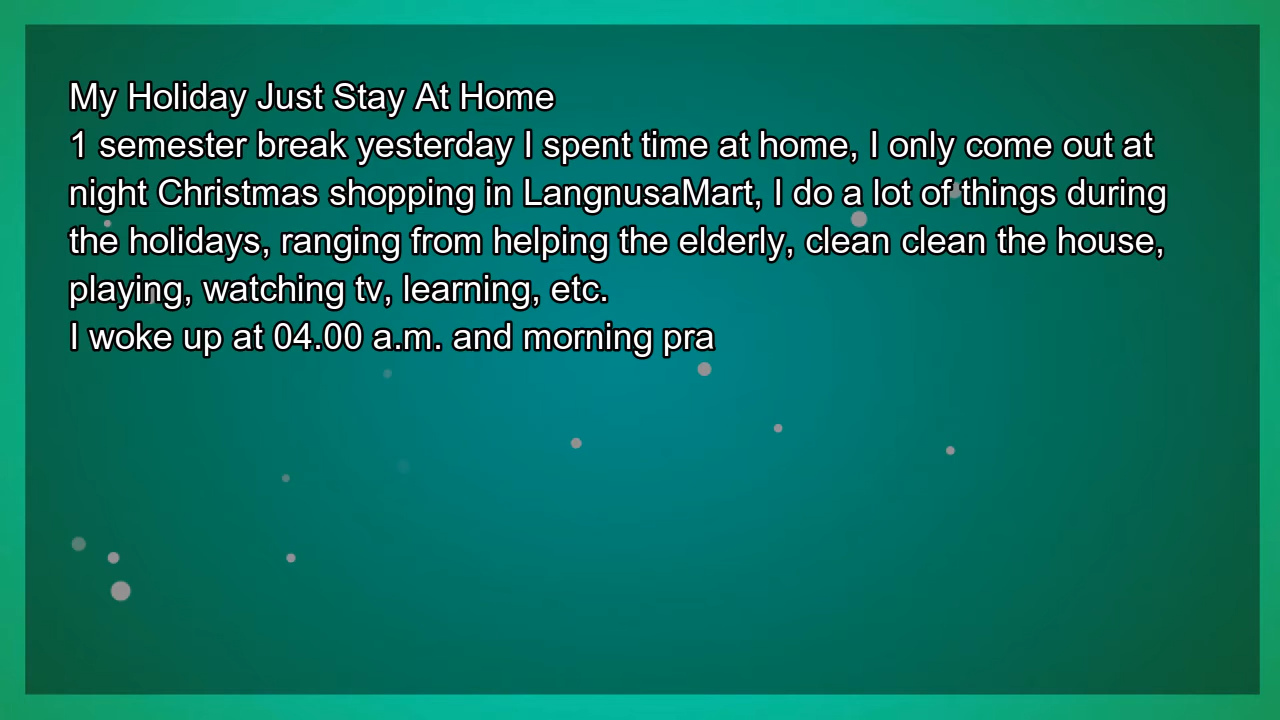 My Holiday Just Stay At Home
1 semester break yesterday I spent time at home, I only come out at
night Christmas shopping in LangnusaMart, I do a lot of things during
the holidays, ranging from helping the elderly, clean clean the house,
playing, watching tv, learning, etc.
I woke up at 04.00 a.m. and morning pra